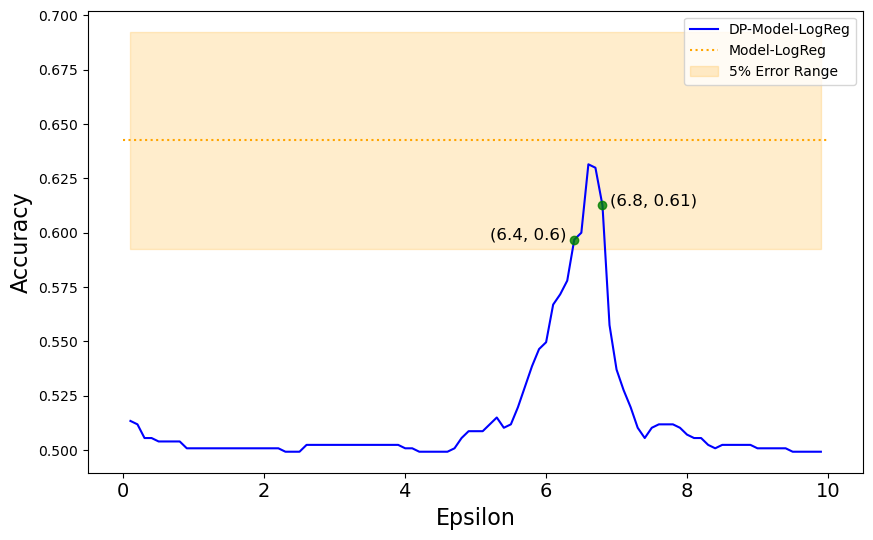 0.700
0.675
0.650
0.625
0.600
0.575
0.550
0.525
0.500
Accuracy
DP-Model-LogReg
Model-LogReg
5% Error Range
(6.8, 0.61)
(6.4, 0.6)
0 2 4 6 8 10
Epsilon